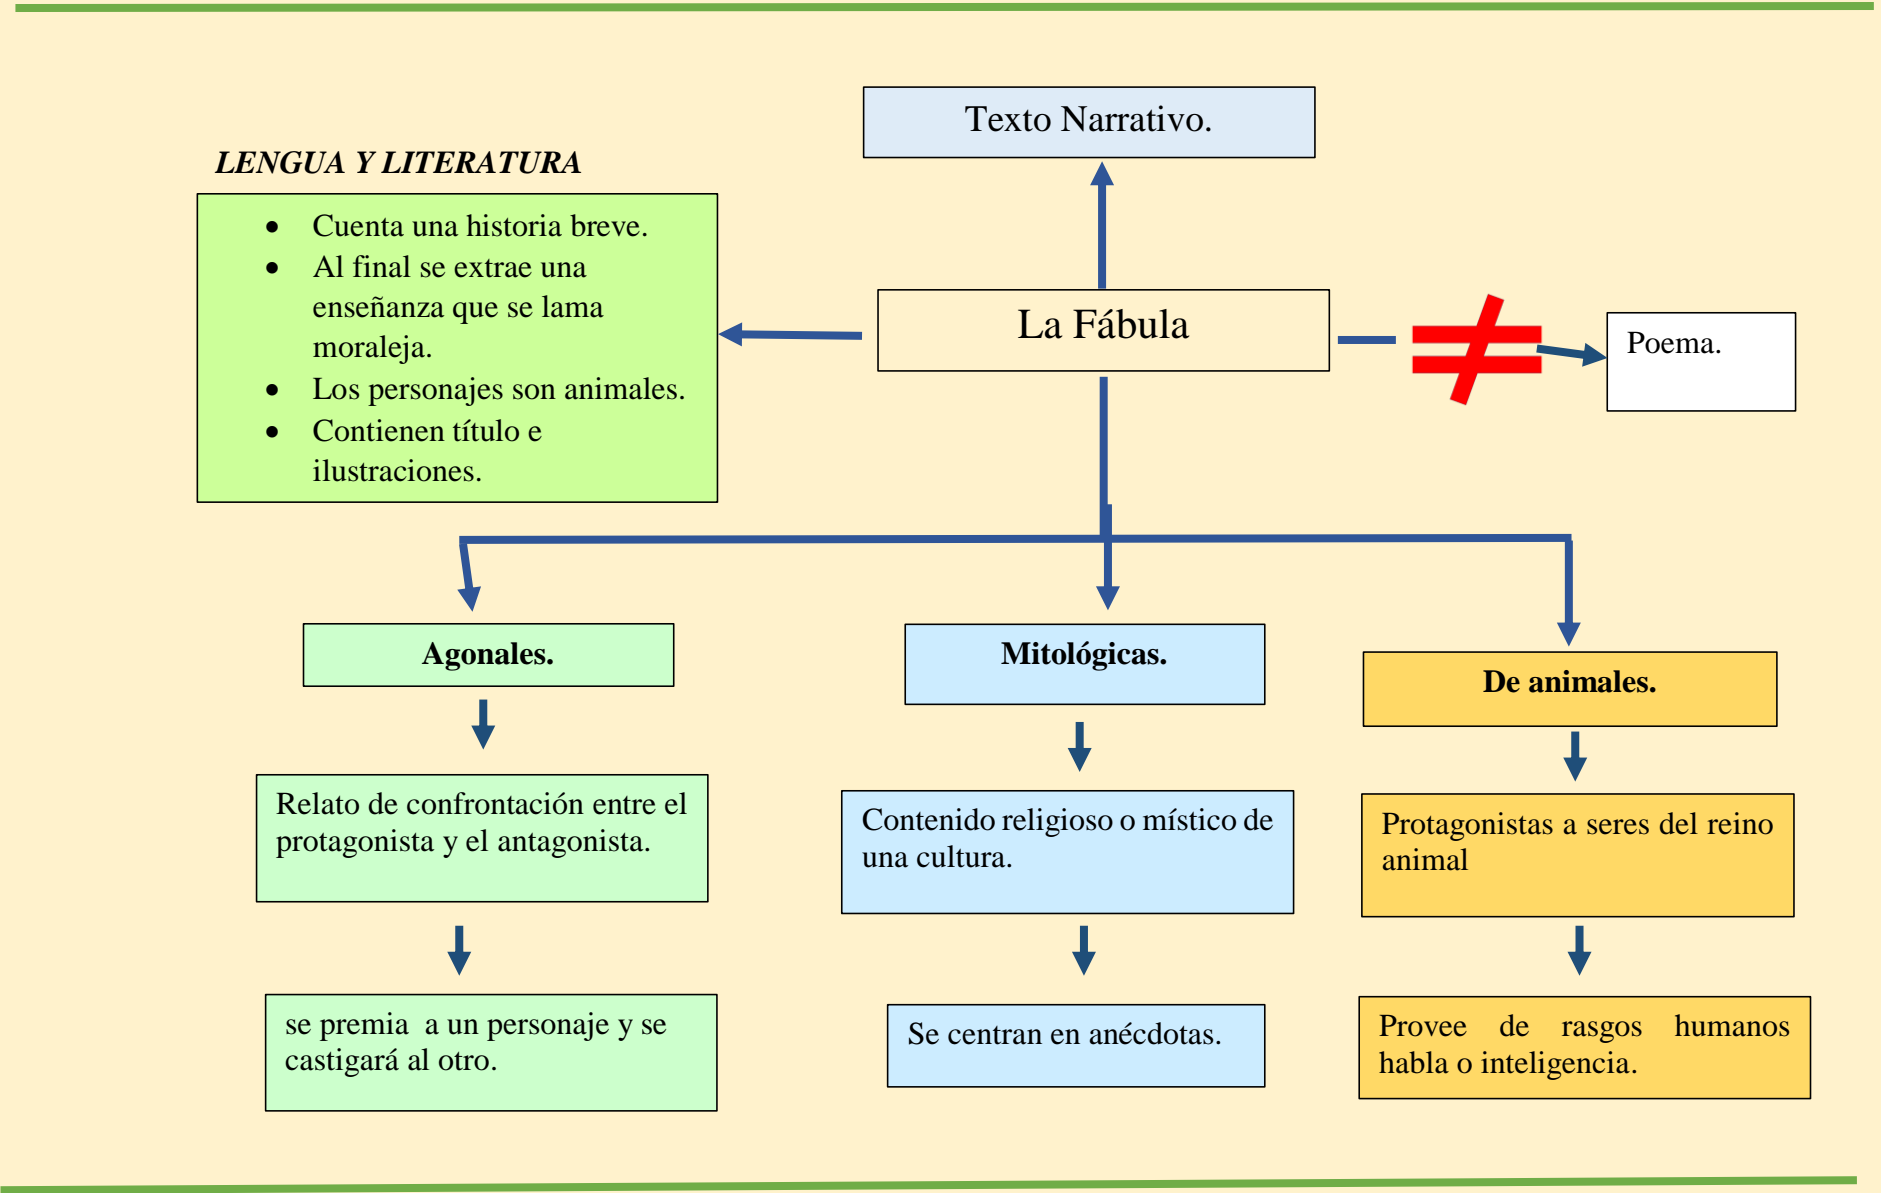 Texto Narrativo.
LENGUA Y LITERATURA
• Cuenta una historia breve.
• Al final se extrae una
enseñanza que se lama
moraleja.
• Los personajes son animales.
• Contienen título e
ilustraciones.
La Fábula
Poema.
Agonales.
Mitológicas.
De animales.
Relato de confrontación entre el
protagonista y el antagonista.
Contenido religioso o místico de
una cultura.
Protagonistas a seres del reino
animal
se premia  a un personaje y se
castigará al otro.
Se centran en anécdotas.
Provee de rasgos humanos
habla o inteligencia.